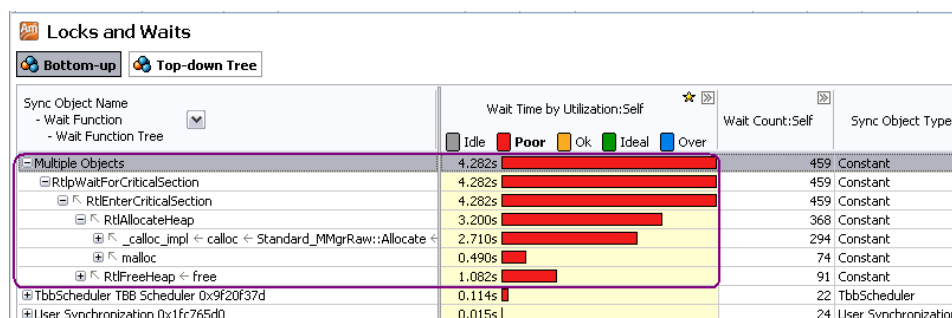 Am
Locks and Waits
Bottom-up Top-down Tree
Sync Object Name
- Wait Function
- Wait Function Tree
Wait Time by Utilization:Self
Idle Poor Ok Ideal Over
Wait Count:Self
Sync Object Type
Multiple Objects 4.282s 459 Constant
RtlpWaitForCriticalSection 4.282s 459 Constant
RtlEnterCriticalSection 4.282s 459 Constant
RtlAllocateHeap 3.200s 368 Constant
_calloc_impl ← calloc ← Standard_MMgrRaw::Allocate ← 2.710s 294 Constant
malloc 0.490s 74 Constant
RtlFreeHeap ← free 1.082s 91 Constant
TbbScheduler TBB Scheduler 0x9f20f37d 0.114s 22 TbbScheduler
User Synchronization 0x1fc765d0 0.015s 24 User Synchronization